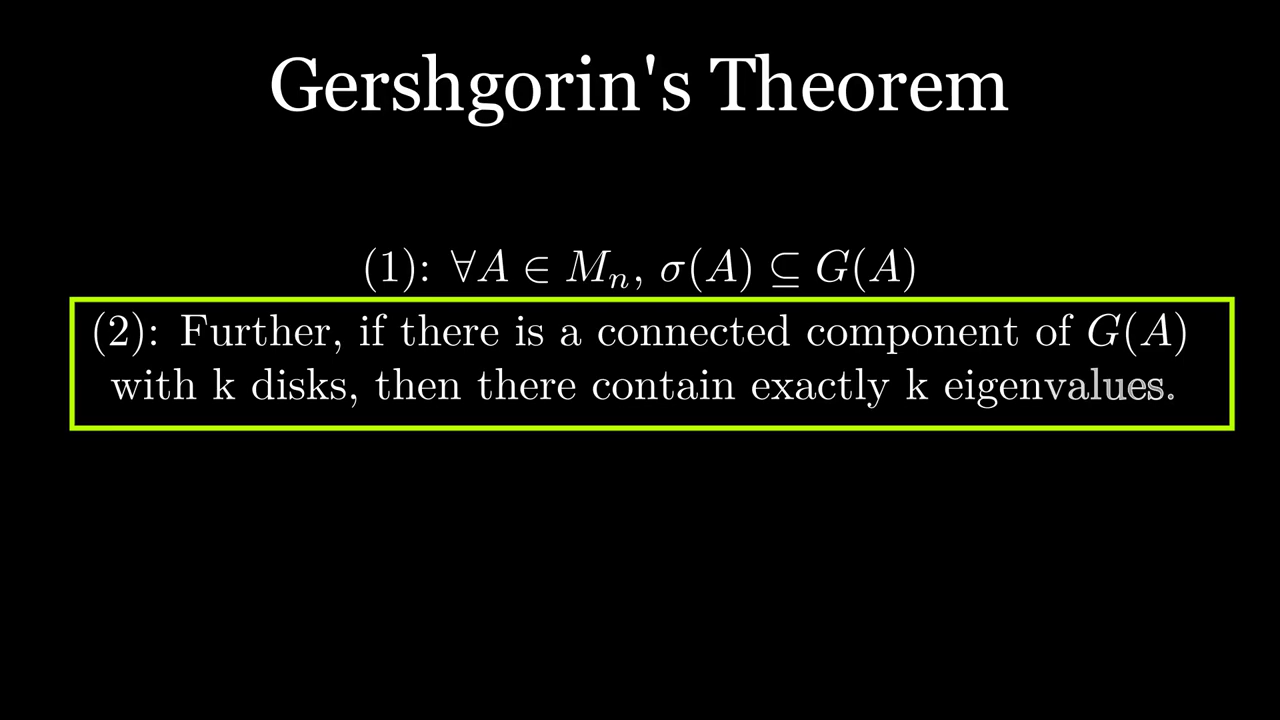 Gershgorin's Theorem
(1): ∀A ∈ Mₙ, σ(A) ⊆ G(A)
(2): Further, if there is a connected component of G(A)
with k disks, then there contain exactly k eigenvalues.